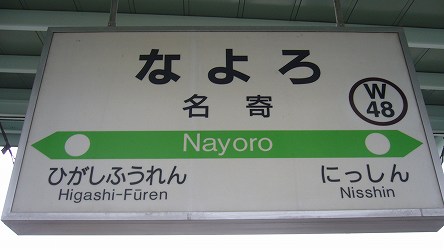 なよろ
名寄
W
48
Nayoro
ひがしふうれん
Higashi-Fūren
にっしん
Nisshin